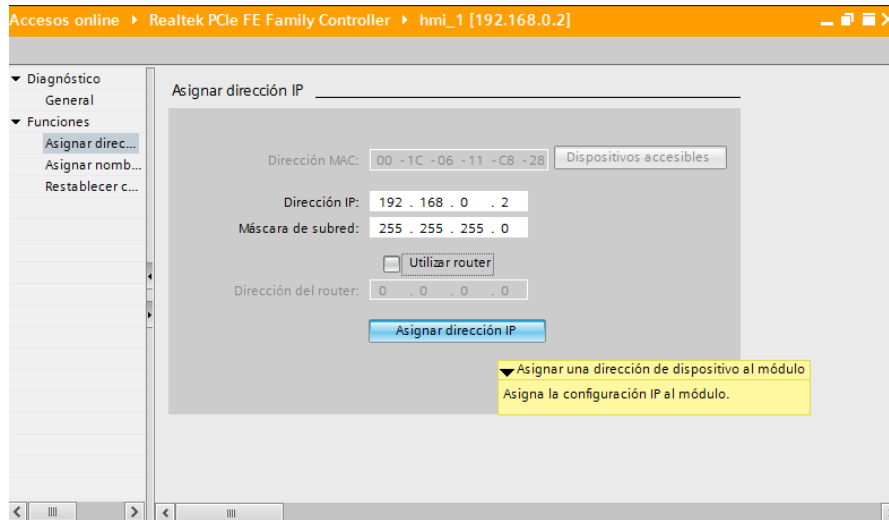 Accesos online ▸ Realtek PCIe FE Family Controller ▸ hmi_1 [192.168.0.2]
Diagnóstico
General
Funciones
Asignar direc...
Asignar nomb...
Restablecer c...
Asignar dirección IP
Dirección MAC: 00 - 1C - 06 - 11 - C8 - 28 Dispositivos accesibles
Dirección IP: 192 . 168 . 0 . 2
Máscara de subred: 255 . 255 . 255 . 0
Utilizar router
Dirección del router: 0 . 0 . 0 . 0
Asignar dirección IP
Asignar una dirección de dispositivo al módulo
Asigna la configuración IP al módulo.